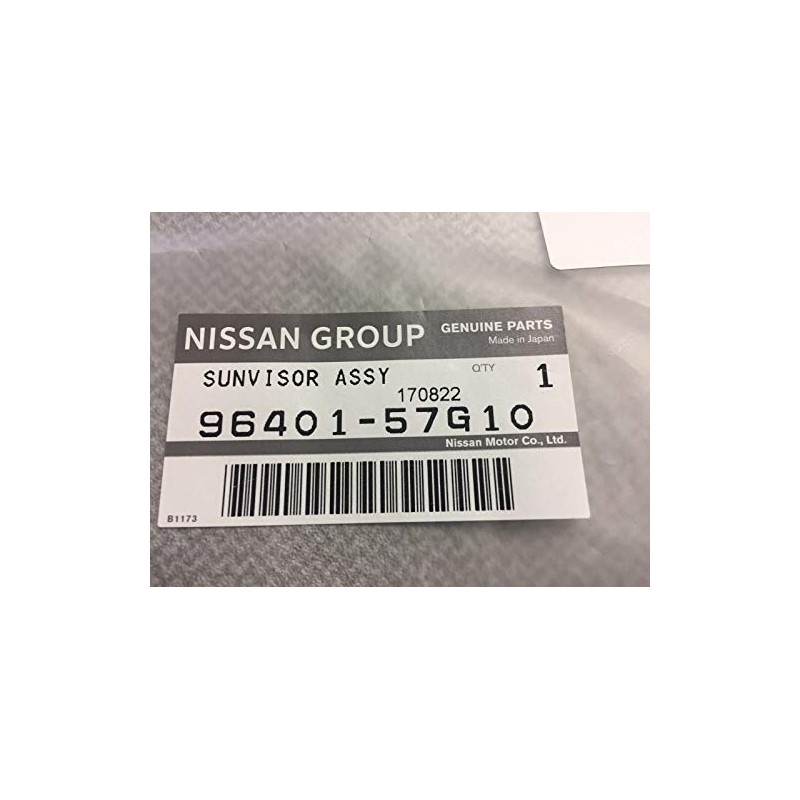 NISSAN GROUP GENUINE PARTS
Made in Japan
SUNVISOR ASSY Q'TY 1
170822
96401-57G10
Nissan Motor Co., Ltd.
B1173